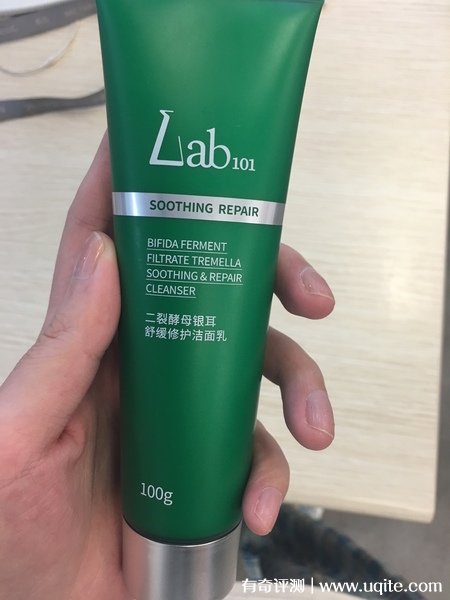 Lab101
SOOTHING REPAIR
BIFIDA FERMENT
FILTRATE TREMELLA
SOOTHING & REPAIR
CLEANSER
二裂酵母银耳
舒缓修护洁面乳
100g
有奇评测 | www.uqite.com